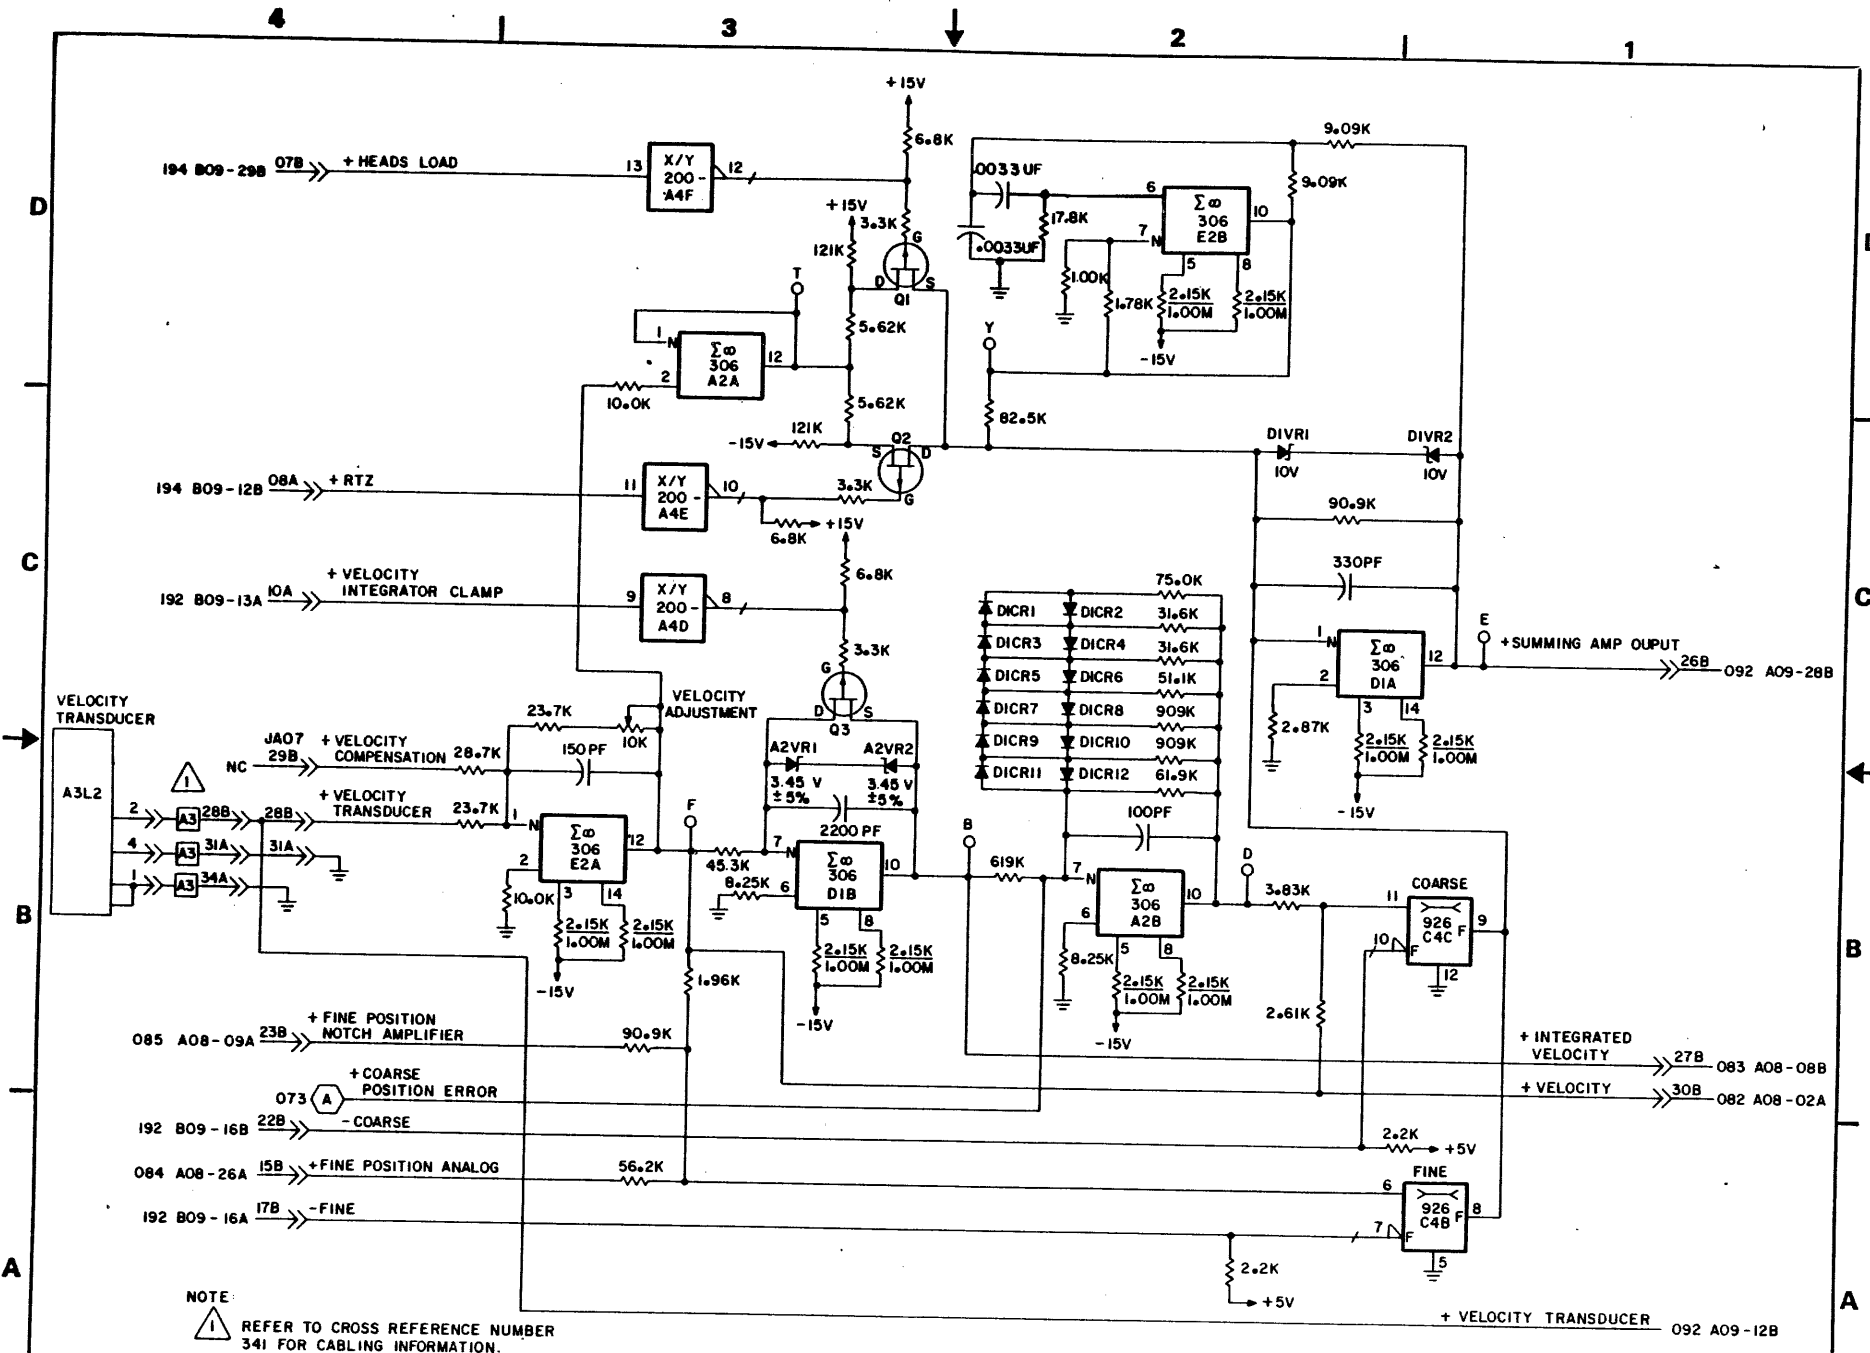 4
3
2
1
D
C
B
A
+15V
6.8K
194 B09-29B 07B + HEADS LOAD
13 X/Y 200 - A4F 12
+15V
3.3K
121K
G
D S
Q1
T
5.62K
1 N
Σ∞ 306 A2A
12
2
10.0K
5.62K
121K
-15V
Q2
S D
G
194 B09-12B 08A + RTZ
11 X/Y 200 - A4E 10
3.3K
6.8K +15V
6.8K
192 B09-13A 10A + VELOCITY
INTEGRATOR CLAMP
9 X/Y 200 - A4D 8
3.3K
G
D S
Q3
.0033UF
.0033UF
17.8K
6
7 N
Σ∞ 306 E2B
10
5 8
1.00K
1.78K
2.15K
1.00M
2.15K
1.00M
-15V
9.09K
9.09K
Y
82.5K
D1VR1
10V
D1VR2
10V
90.9K
330PF
E
+SUMMING AMP OUPUT
26B 092 A09-28B
1 N
Σ∞ 306 D1A
12
2
3 14
2.87K
2.15K
1.00M
2.15K
1.00M
-15V
75.0K
D1CR1 D1CR2 31.6K
D1CR3 D1CR4 31.6K
D1CR5 D1CR6 51.1K
D1CR7 D1CR8 909K
D1CR9 D1CR10 909K
D1CR11 D1CR12 61.9K
100PF
VELOCITY
TRANSDUCER
A3L2
1
JA07
NC 29B + VELOCITY
COMPENSATION 28.7K
2 A3 28B 28B + VELOCITY
TRANSDUCER 23.7K
4 A3 31A 31A
1 A3 34A
23.7K
10K
VELOCITY
ADJUSTMENT
150PF
1 N
Σ∞ 306 E2A
12
2
3 14
10.0K
2.15K
1.00M
2.15K
1.00M
-15V
F
45.3K
A2VR1 A2VR2
3.45 V
±5%
3.45 V
±5%
2200 PF
7 N
Σ∞ 306 D1B
10
8.25K 6
5 8
2.15K
1.00M
2.15K
1.00M
-15V
B
619K
7 N
Σ∞ 306 A2B
10
6
5 8
8.25K
2.15K
1.00M
2.15K
1.00M
-15V
D
3.83K
COARSE
11 926 C4C F 9
10 F
12
2.61K
1.96K
085 A08-09A 23B + FINE POSITION
NOTCH AMPLIFIER 90.9K
073 A + COARSE
POSITION ERROR
192 B09-16B 22B - COARSE
084 A08-26A 15B +FINE POSITION ANALOG 56.2K
192 B09-16A 17B -FINE
+ INTEGRATED
VELOCITY 27B 083 A08-08B
+ VELOCITY 30B 082 A08-02A
2.2K +5V
FINE
6 926 C4B F 8
7 F
5
2.2K
+5V
+ VELOCITY TRANSDUCER 092 A09-12B
NOTE
1 REFER TO CROSS REFERENCE NUMBER
341 FOR CABLING INFORMATION.